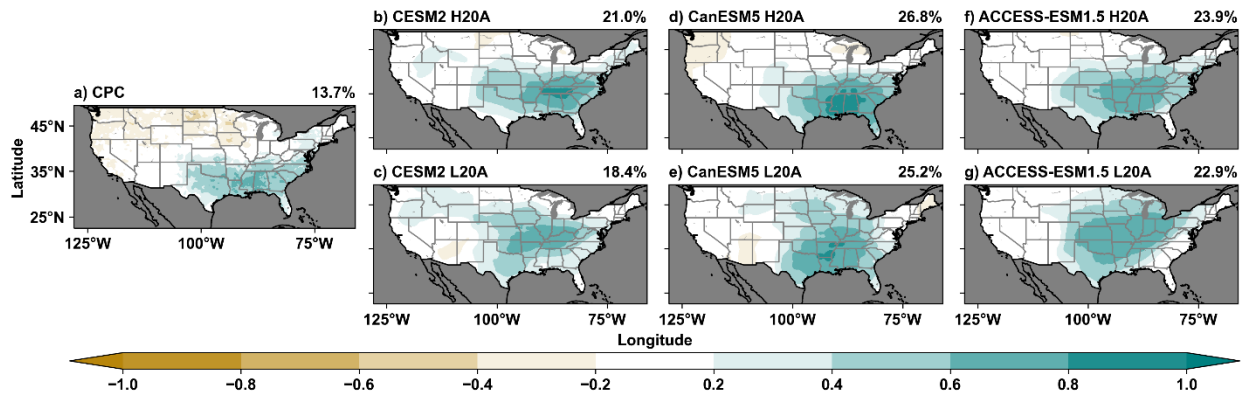 b) CESM2 H20A 21.0%
d) CanESM5 H20A 26.8%
f) ACCESS-ESM1.5 H20A 23.9%
a) CPC 13.7%
45°N
35°N
25°N
Latitude
125°W 100°W 75°W
c) CESM2 L20A 18.4%
e) CanESM5 L20A 25.2%
g) ACCESS-ESM1.5 L20A 22.9%
125°W 100°W 75°W
125°W 100°W 75°W
125°W 100°W 75°W
Longitude
−1.0 −0.8 −0.6 −0.4 −0.2 0.2 0.4 0.6 0.8 1.0